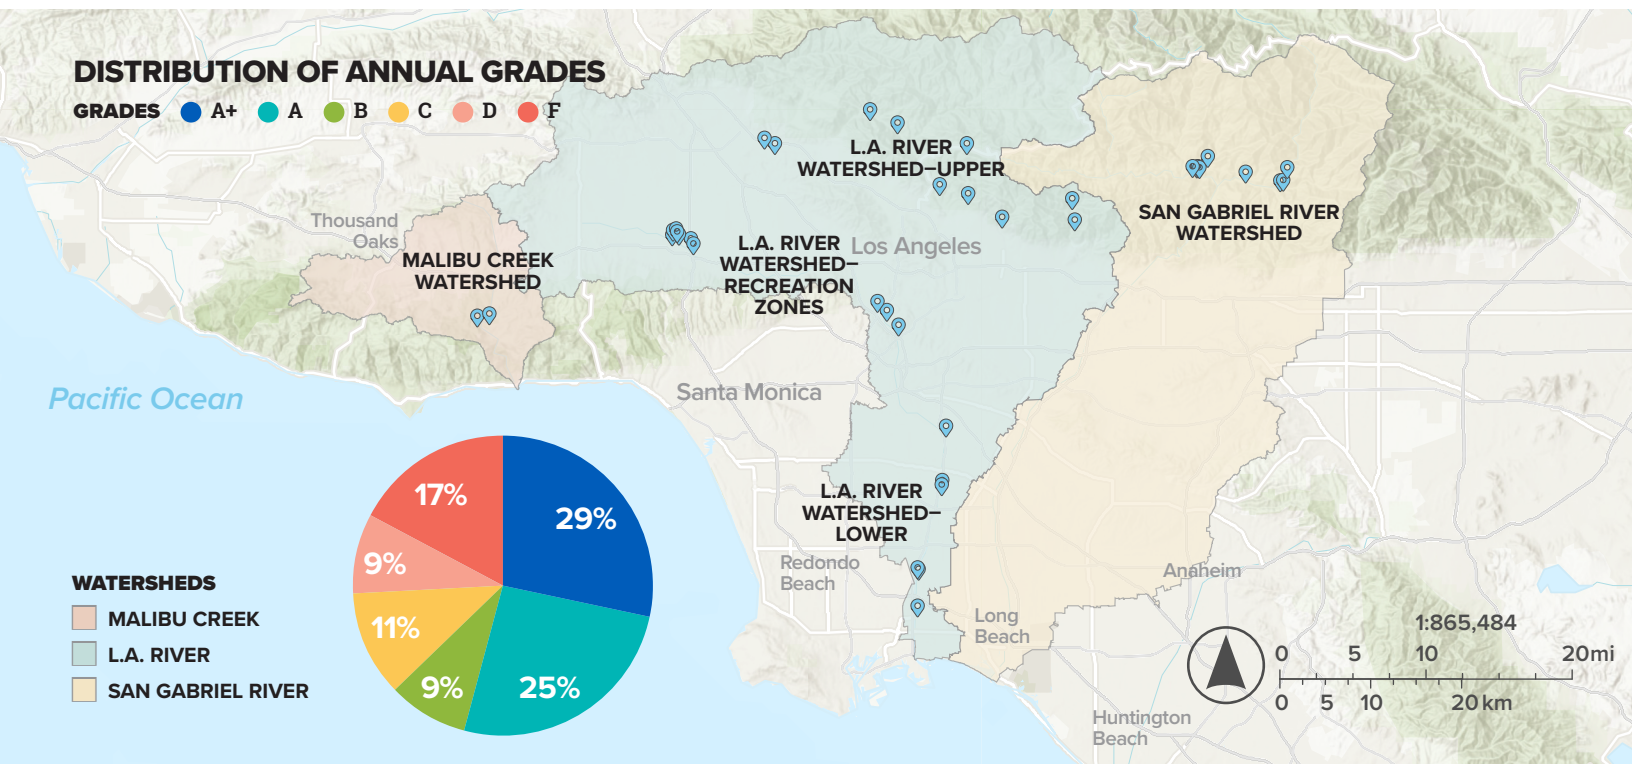 DISTRIBUTION OF ANNUAL GRADES
GRADES A+ A B C D F
L.A. RIVER
WATERSHED–UPPER
Thousand
Oaks
SAN GABRIEL RIVER
WATERSHED
MALIBU CREEK
WATERSHED
L.A. RIVER
WATERSHED–
RECREATION
ZONES
Los Angeles
Pacific Ocean
Santa Monica
L.A. RIVER
WATERSHED–
LOWER
Redondo
Beach
Anaheim
Long
Beach
Huntington
Beach
17%
29%
9%
11%
9%
25%
WATERSHEDS
MALIBU CREEK
L.A. RIVER
SAN GABRIEL RIVER
1:865,484
0 5 10 20mi
0 5 10 20 km